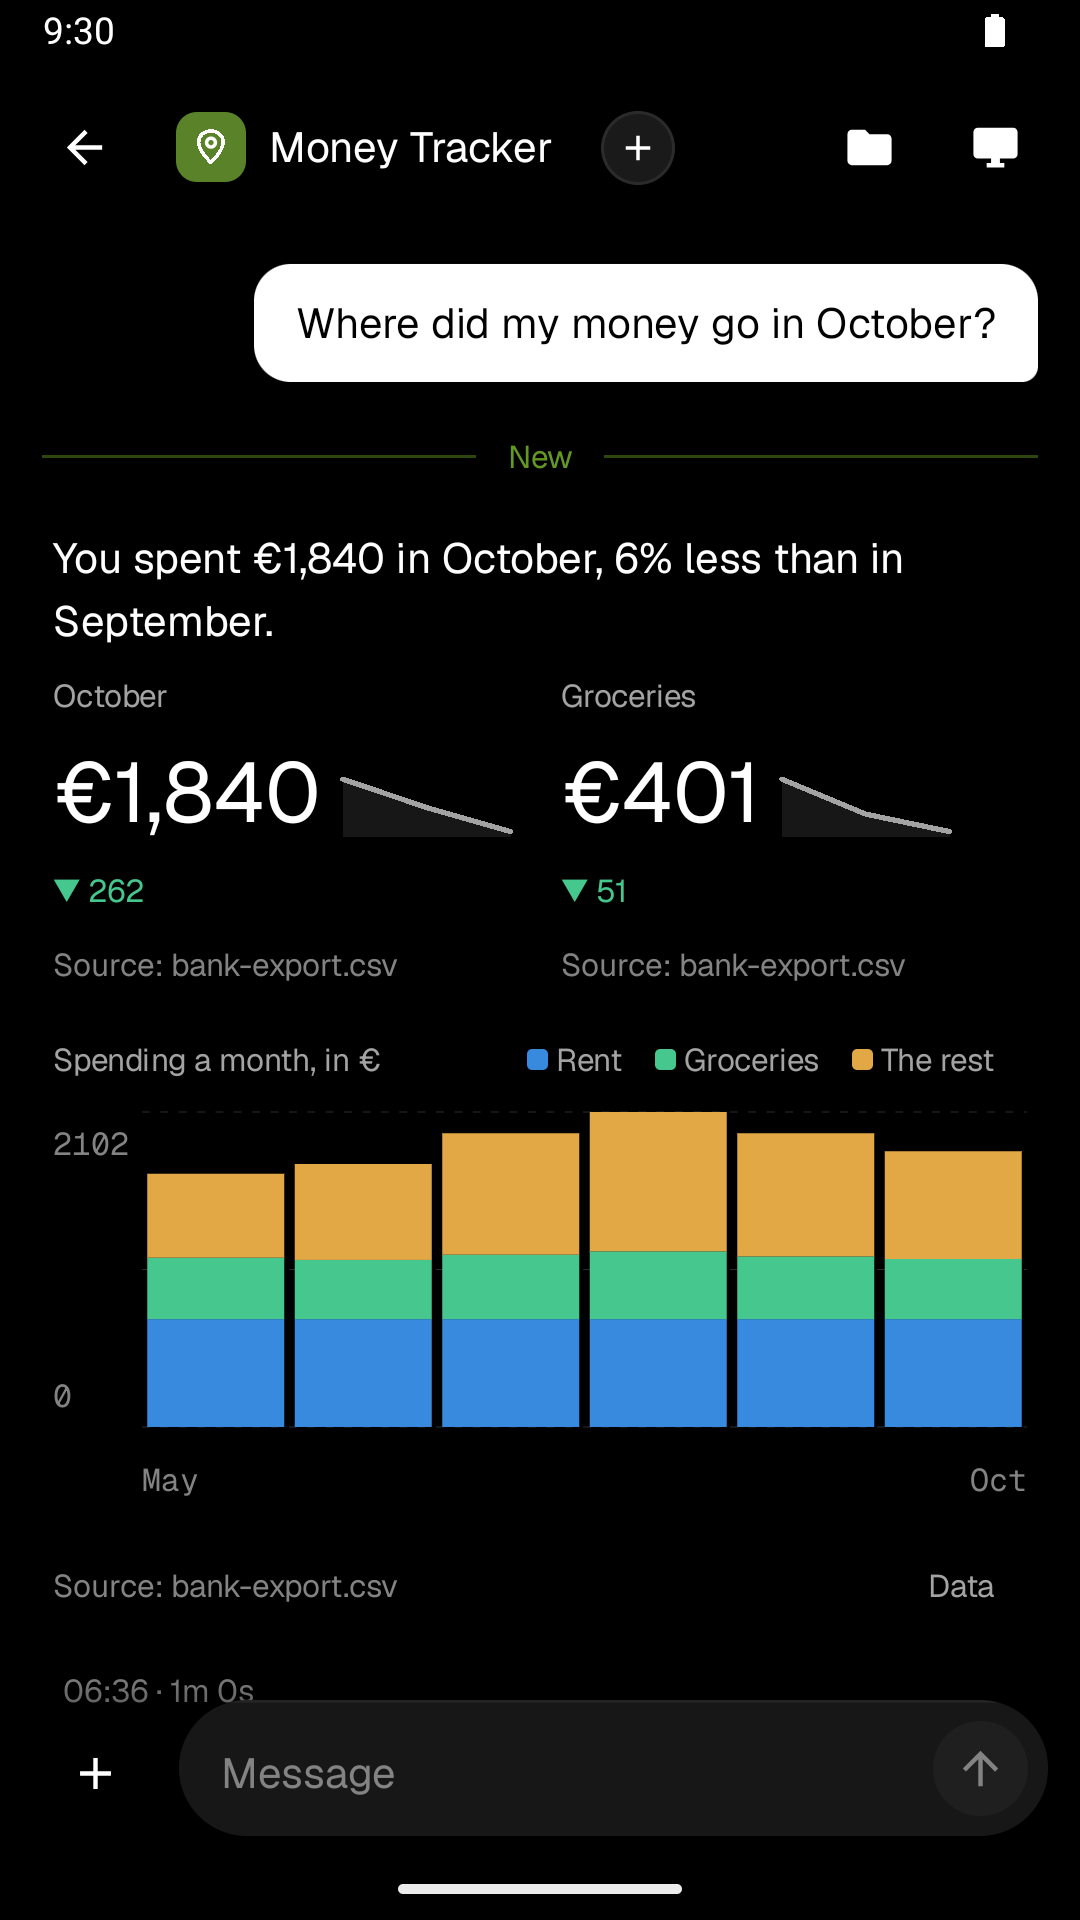 9:30
Money Tracker
Where did my money go in October?
New
You spent €1,840 in October, 6% less than in
September.
October
€1,840
▼ 262
Source: bank-export.csv
Groceries
€401
▼ 51
Source: bank-export.csv
Spending a month, in €
Rent
Groceries
The rest
2102
0
May
Oct
Source: bank-export.csv
Data
06:36 · 1m 0s
Message